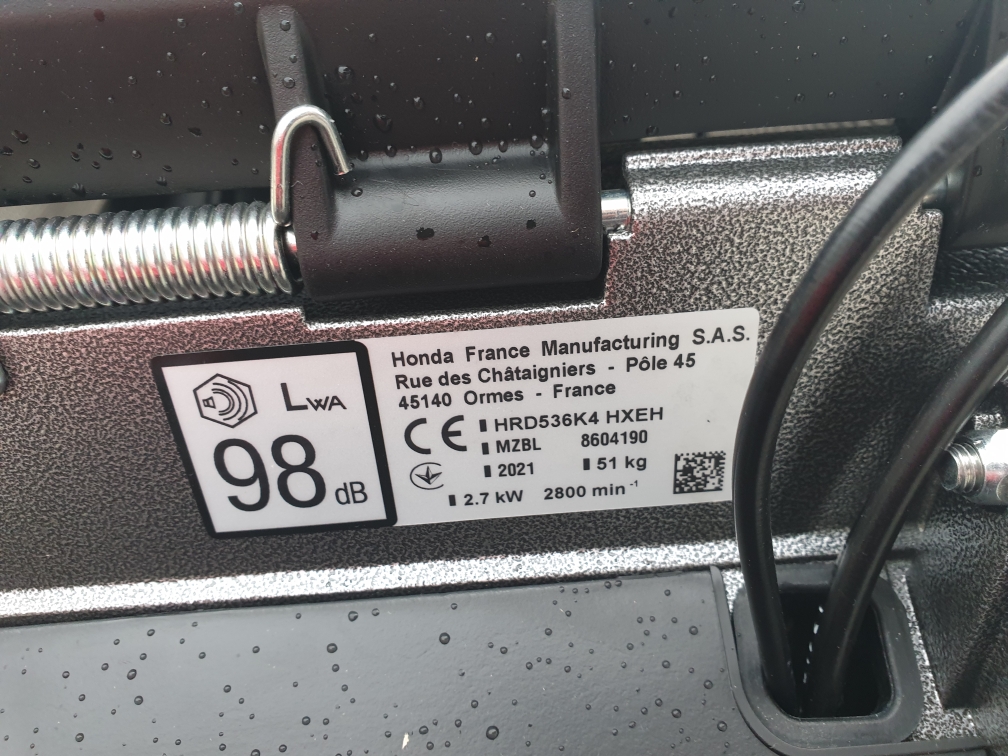 LWA
98 dB
Honda France Manufacturing S.A.S.
Rue des Châtaigniers - Pôle 45
45140 Ormes - France
CE
HRD536K4 HXEH
MZBL 8604190
2021 51 kg
2.7 kW 2800 min⁻¹